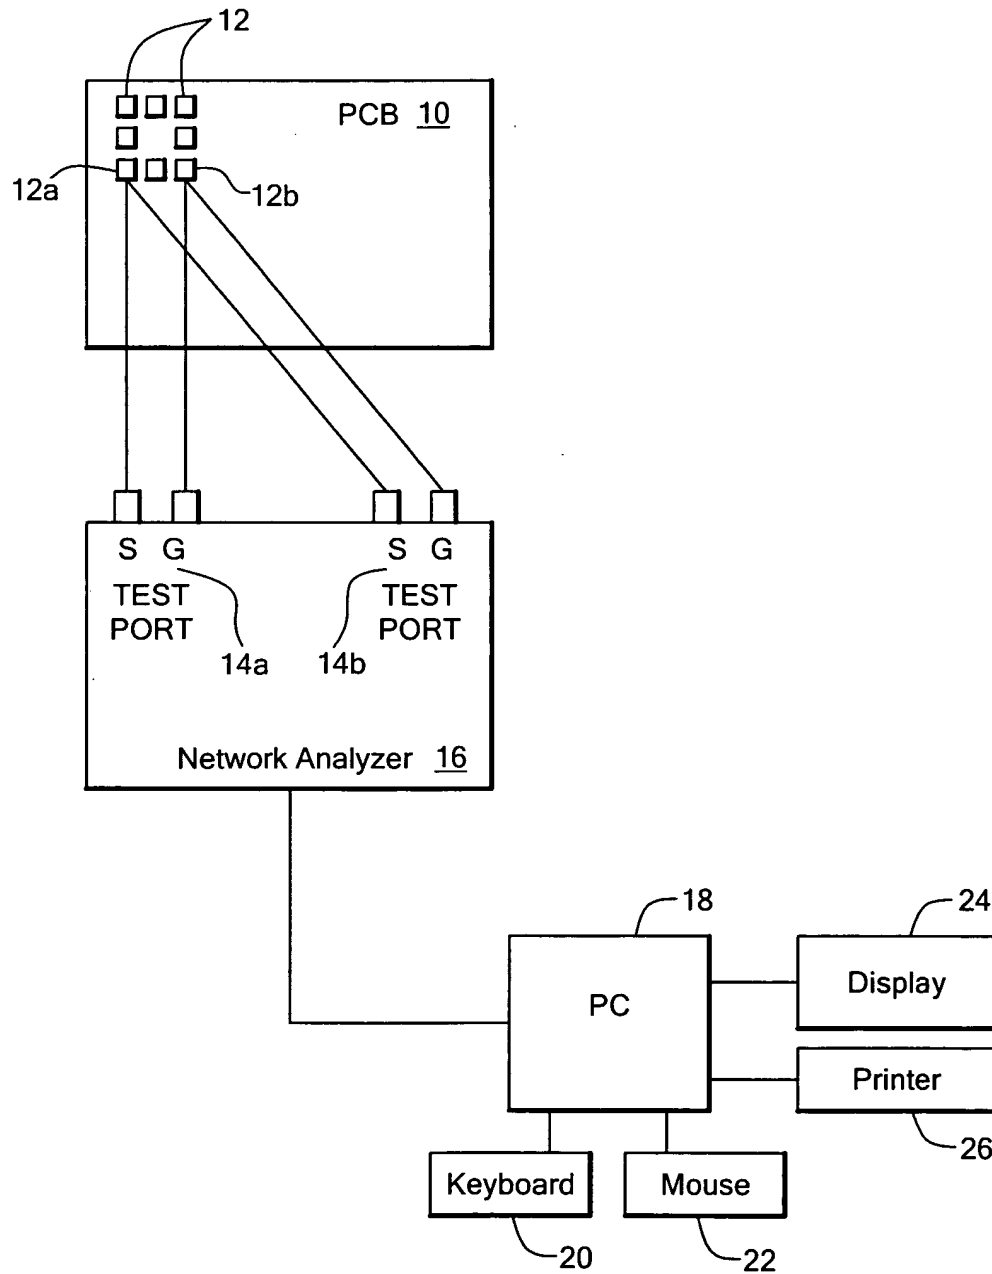 12
PCB 10
12a
12b
S G
S G
TEST
PORT
TEST
PORT
14a
14b
Network Analyzer 16
18
24
PC
Display
Printer
26
Keyboard
Mouse
20
22